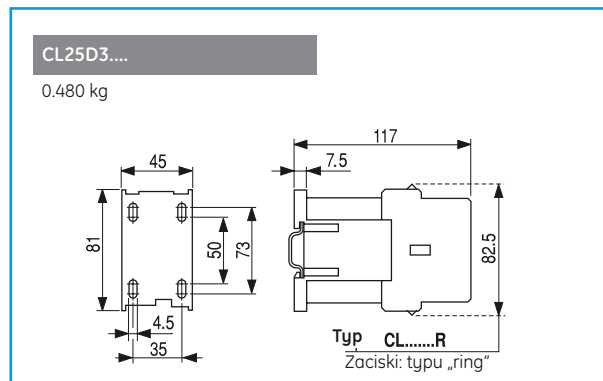 CL25D3....
0.480 kg
117
7.5
45
81
50
73
82.5
4.5
35
Typ CL.......R
Zaciski: typu „ring”